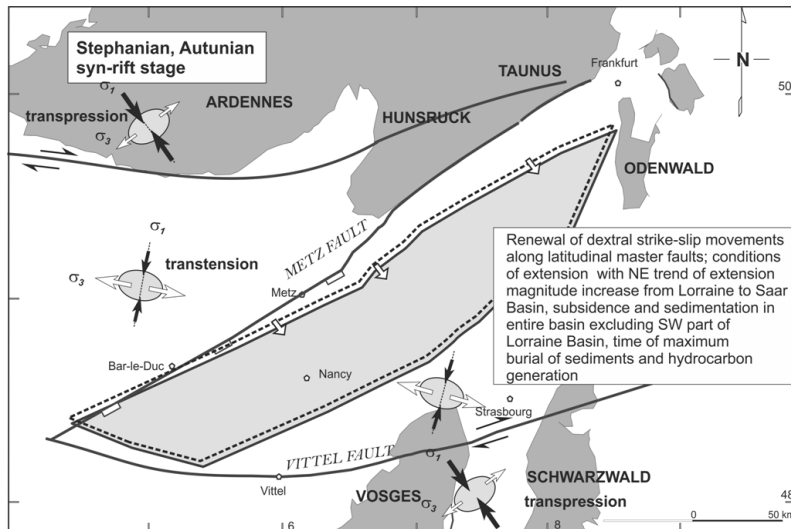 Stephanian, Autunian
syn-rift stage
σ1
transpression
σ3
ARDENNES
TAUNUS
HUNSRUCK
Frankfurt
N
50
ODENWALD
σ1
σ3
transtension
METZ FAULT
Metz
Renewal of dextral strike-slip movements
along latitudinal master faults; conditions
of extension with NE trend of extension
magnitude increase from Lorraine to Saar
Basin, subsidence and sedimentation in
entire basin excluding SW part of
Lorraine Basin, time of maximum
burial of sediments and hydrocarbon
generation
Bar-le-Duc
Nancy
Strasbourg
VITTEL FAULT
σ1
Vittel
VOSGES
σ3
SCHWARZWALD
transpression
48
0 50 km
6
8